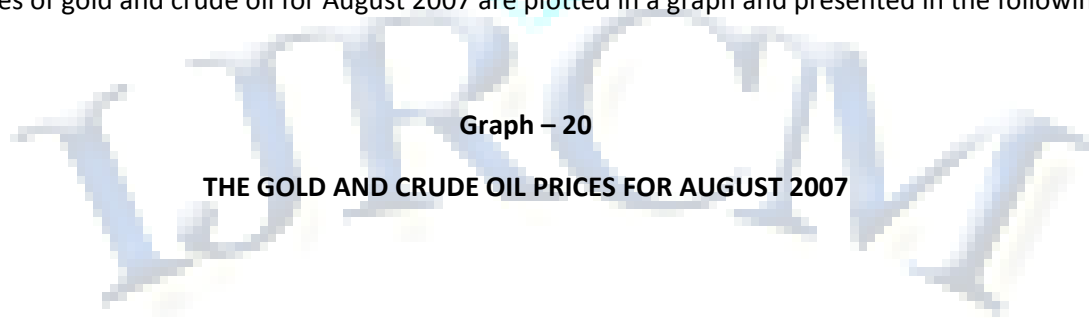 es of gold and crude oil for August 2007 are plotted in a graph and presented in the followin
IJRCM
Graph – 20
THE GOLD AND CRUDE OIL PRICES FOR AUGUST 2007